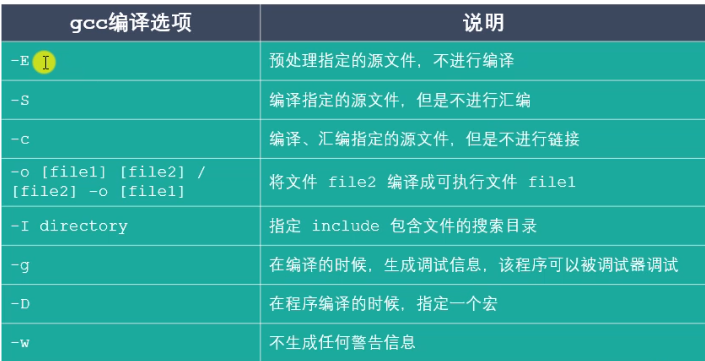 gcc编译选项 说明
-E 预处理指定的源文件，不进行编译
-S 编译指定的源文件，但是不进行汇编
-c 编译、汇编指定的源文件，但是不进行链接
-o [file1] [file2] /
[file2] -o [file1]
将文件 file2 编译成可执行文件 file1
-I directory 指定 include 包含文件的搜索目录
-g 在编译的时候，生成调试信息，该程序可以被调试器调试
-D 在程序编译的时候，指定一个宏
-w 不生成任何警告信息